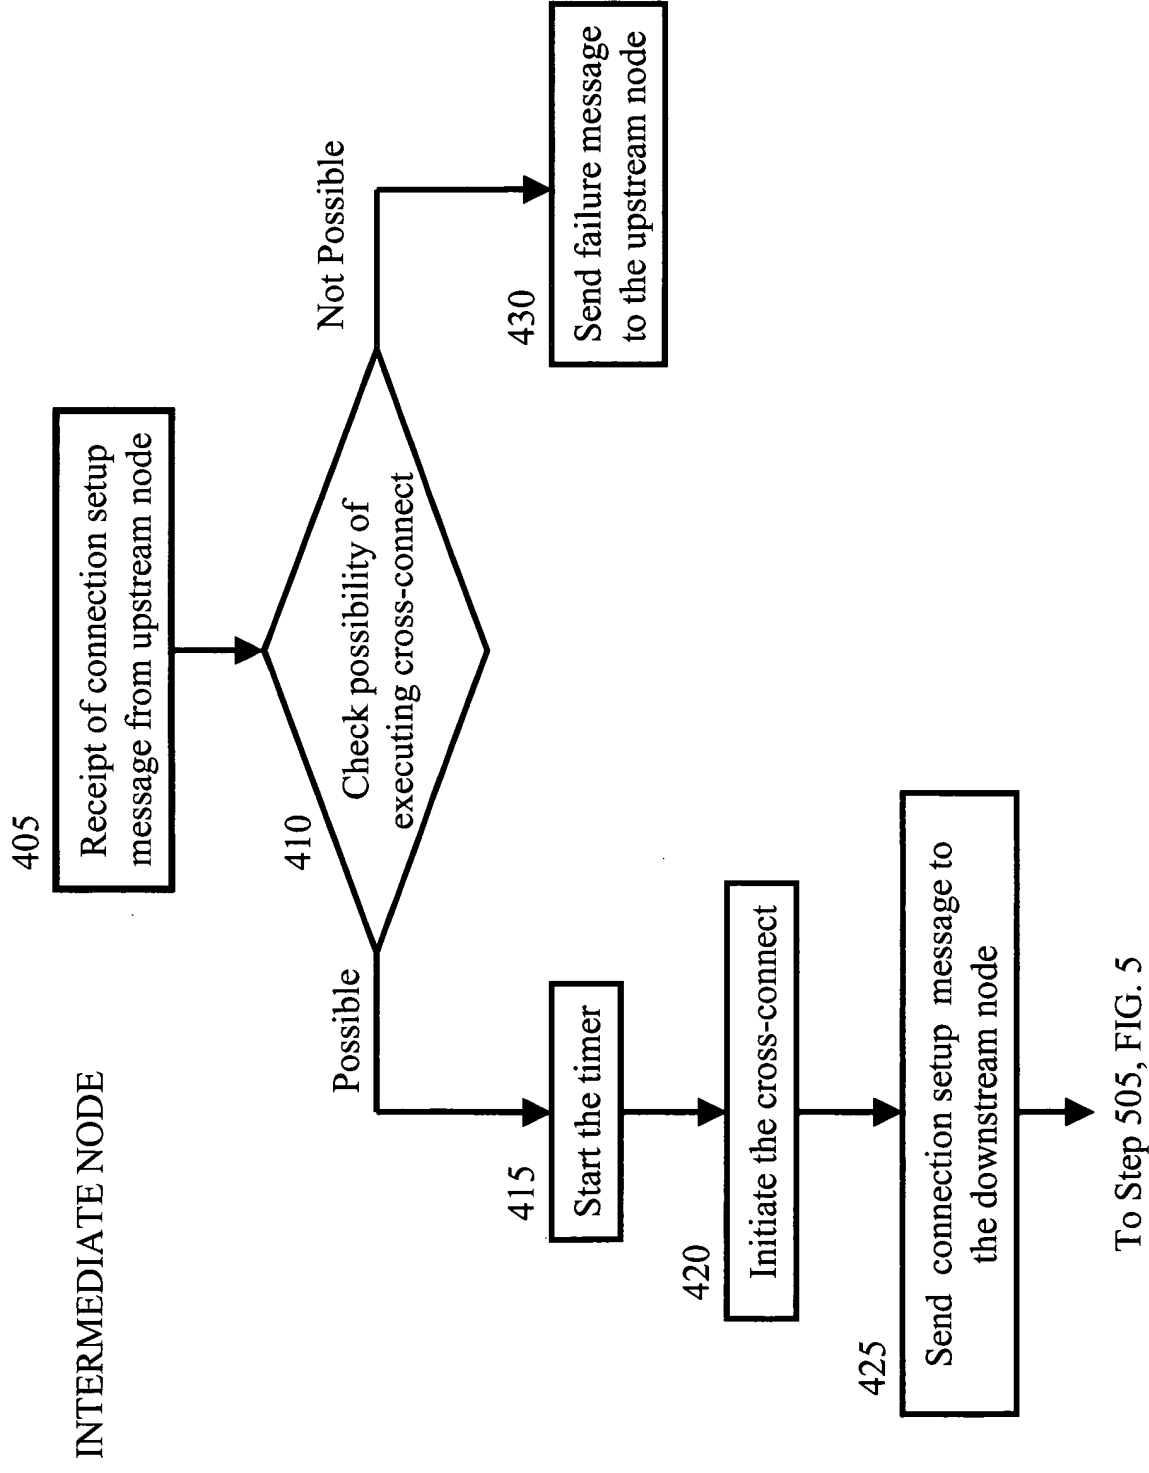 INTERMEDIATE NODE
405
Receipt of connection setup
message from upstream node
410
Check possibility of
executing cross-connect
Possible
Not Possible
415
Start the timer
430
Send failure message
to the upstream node
420
Initiate the cross-connect
425
Send connection setup message to
the downstream node
To Step 505, FIG. 5